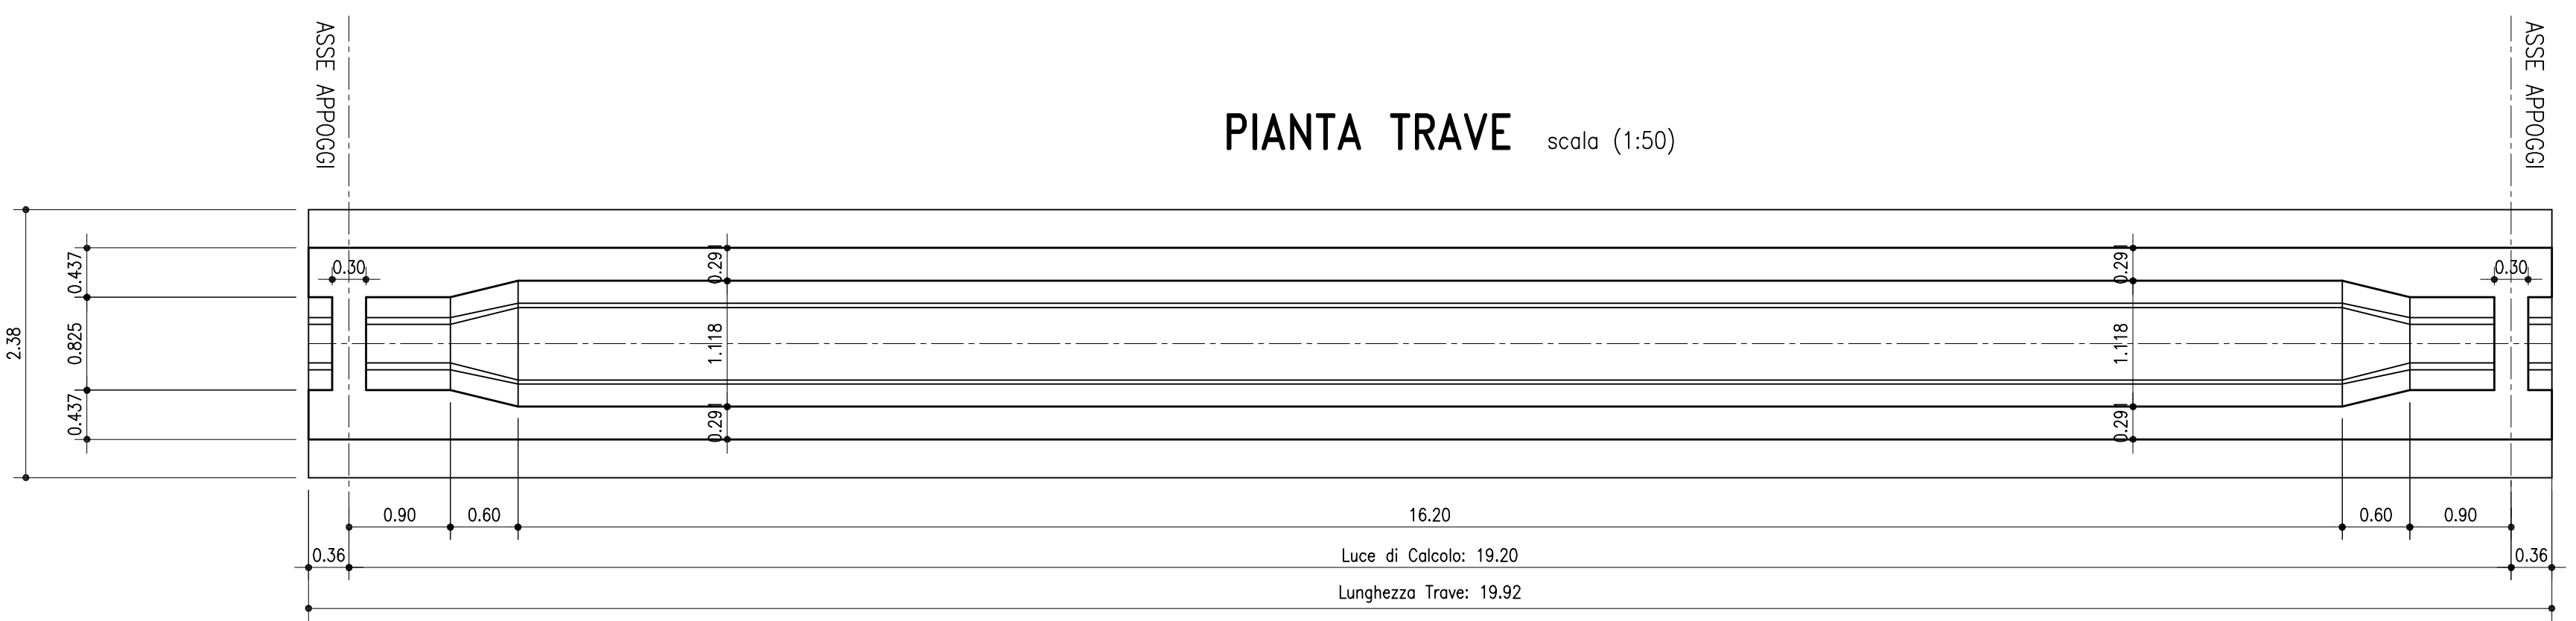 ASSE APPOGGI
ASSE APPOGGI
PIANTA TRAVE scala (1:50)
0.437
0.825
0.437
2.38
0.30
0.291
1.118
0.291
0.291
1.118
0.291
0.30
0.90 0.60 16.20 0.60 0.90
0.36 Luce di Calcolo: 19.20 0.36
Lunghezza Trave: 19.92